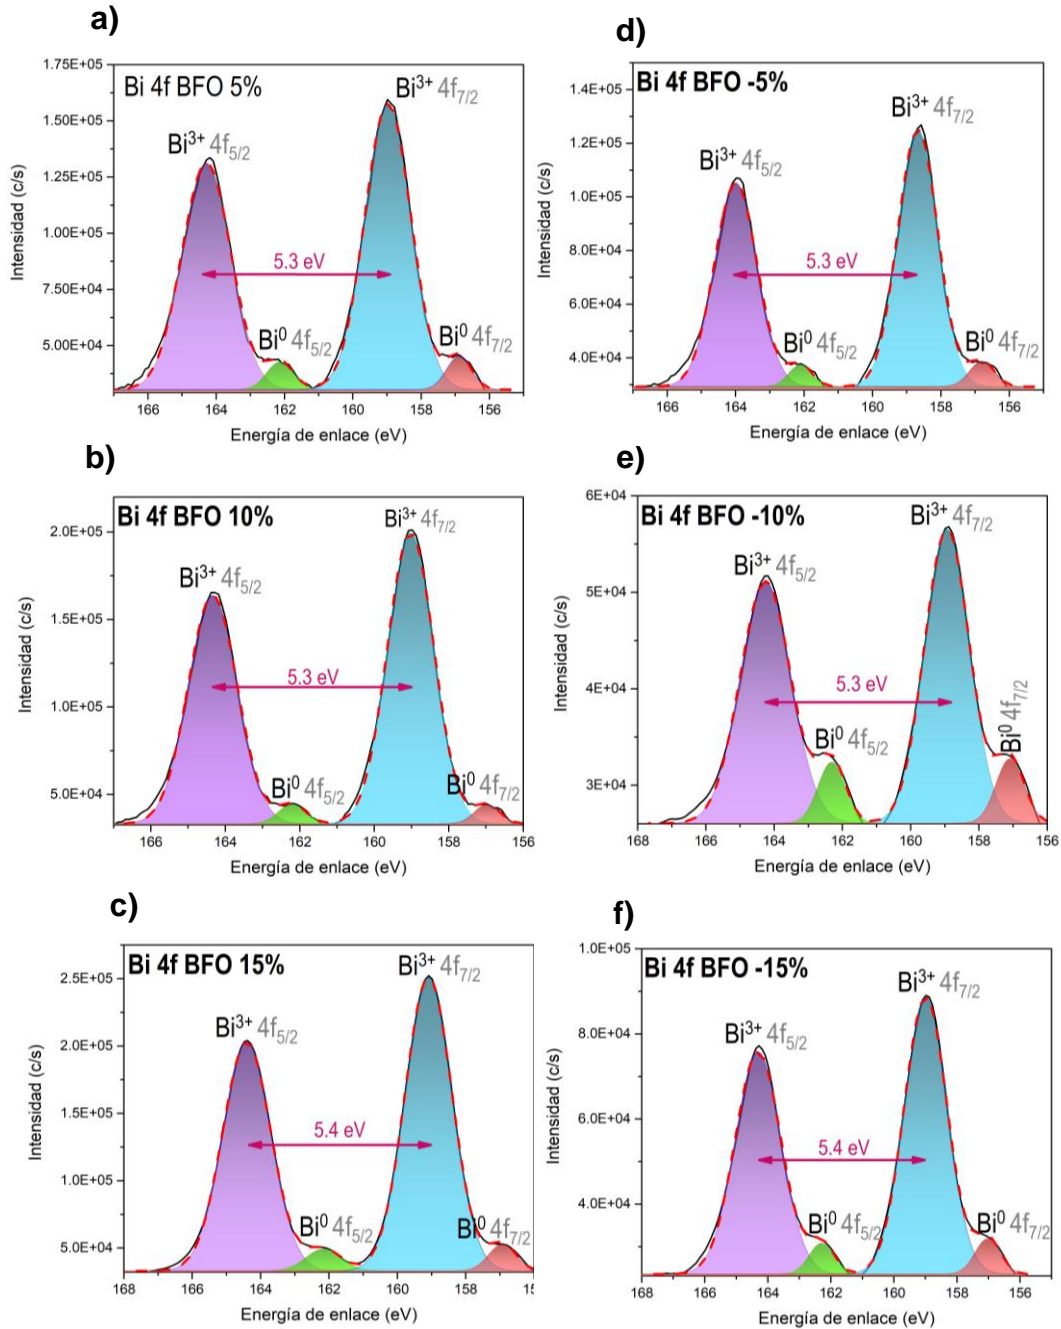 a)
Bi 4f BFO 5%
Bi³⁺ 4f₇/₂
Bi³⁺ 4f₅/₂
5.3 eV
Bi⁰ 4f₅/₂
Bi⁰ 4f₇/₂
1.75E+05
1.50E+05
1.25E+05
1.00E+05
7.50E+04
5.00E+04
Intensidad (c/s)
166 164 162 160 158 156
Energía de enlace (eV)
d)
Bi 4f BFO -5%
Bi³⁺ 4f₇/₂
Bi³⁺ 4f₅/₂
5.3 eV
Bi⁰ 4f₅/₂
Bi⁰ 4f₇/₂
1.4E+05
1.2E+05
1.0E+05
8.0E+04
6.0E+04
4.0E+04
Intensidad (c/s)
166 164 162 160 158 156
Energía de enlace (eV)
b)
Bi 4f BFO 10%
Bi³⁺ 4f₇/₂
Bi³⁺ 4f₅/₂
5.3 eV
Bi⁰ 4f₅/₂
Bi⁰ 4f₇/₂
2.0E+05
1.5E+05
1.0E+05
5.0E+04
Intensidad (c/s)
166 164 162 160 158 156
Energía de enlace (eV)
e)
Bi 4f BFO -10%
Bi³⁺ 4f₇/₂
Bi³⁺ 4f₅/₂
5.3 eV
Bi⁰ 4f₅/₂
Bi⁰ 4f₇/₂
6E+04
5E+04
4E+04
3E+04
Intensidad (c/s)
168 166 164 162 160 158 156
Energía de enlace (eV)
c)
Bi 4f BFO 15%
Bi³⁺ 4f₇/₂
Bi³⁺ 4f₅/₂
5.4 eV
Bi⁰ 4f₅/₂
Bi⁰ 4f₇/₂
2.5E+05
2.0E+05
1.5E+05
1.0E+05
5.0E+04
Intensidad (c/s)
168 166 164 162 160 158 156
Energía de enlace (eV)
f)
Bi 4f BFO -15%
Bi³⁺ 4f₇/₂
Bi³⁺ 4f₅/₂
5.4 eV
Bi⁰ 4f₅/₂
Bi⁰ 4f₇/₂
1.0E+05
8.0E+04
6.0E+04
4.0E+04
Intensidad (c/s)
168 166 164 162 160 158 156
Energía de enlace (eV)